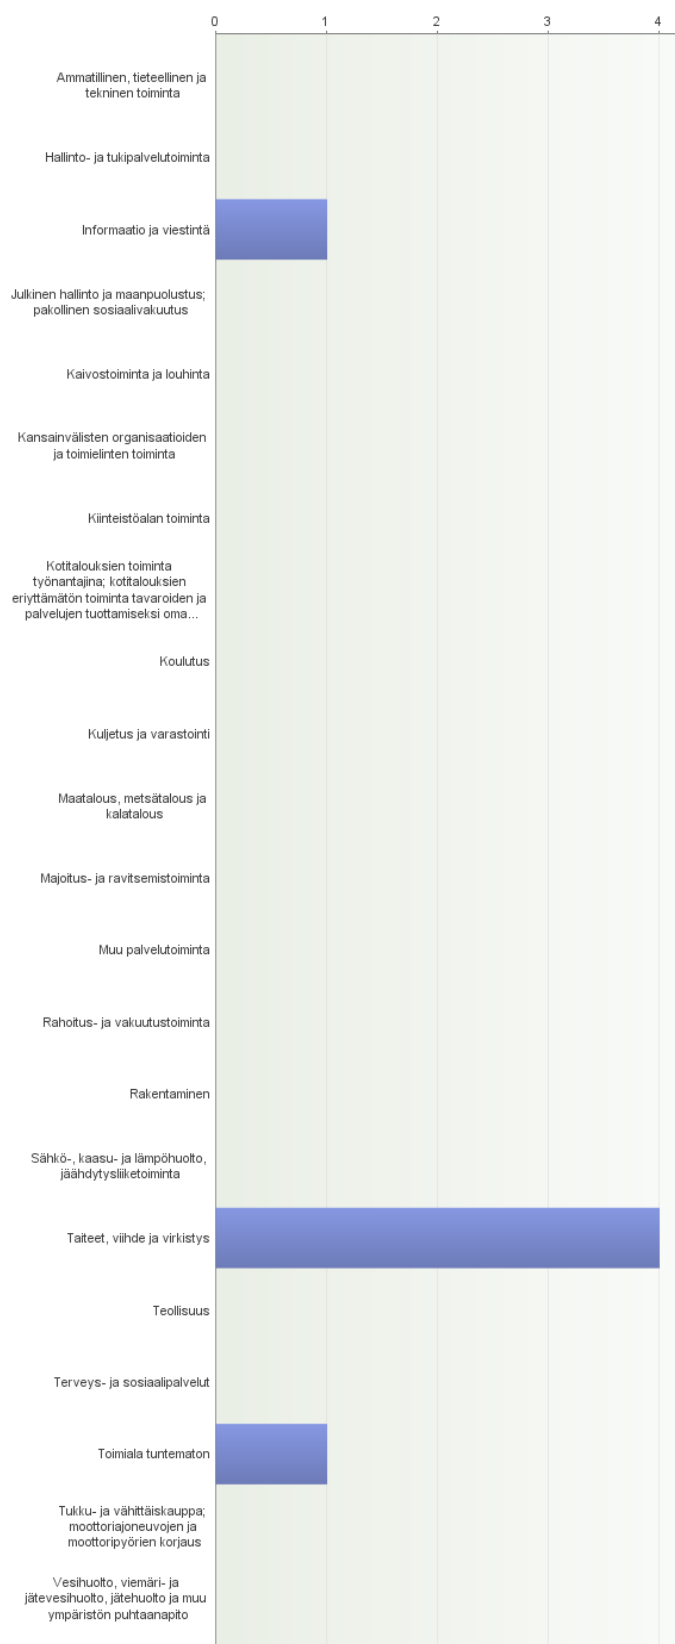 0 1 2 3 4
Ammatillinen, tieteellinen ja
tekninen toiminta
Hallinto- ja tukipalvelutoiminta
Informaatio ja viestintä
Julkinen hallinto ja maanpuolustus;
pakollinen sosiaalivakuutus
Kaivostoiminta ja louhinta
Kansainvälisten organisaatioiden
ja toimielinten toiminta
Kiinteistöalan toiminta
Kotitalouksien toiminta
työnantajina; kotitalouksien
eriyttämätön toiminta tavaroiden ja
palvelujen tuottamiseksi oma...
Koulutus
Kuljetus ja varastointi
Maatalous, metsätalous ja
kalatalous
Majoitus- ja ravitsemistoiminta
Muu palvelutoiminta
Rahoitus- ja vakuutustoiminta
Rakentaminen
Sähkö-, kaasu- ja lämpöhuolto,
jäähdytysliiketoiminta
Taiteet, viihde ja virkistys
Teollisuus
Terveys- ja sosiaalipalvelut
Toimiala tuntematon
Tukku- ja vähittäiskauppa;
moottoriajoneuvojen ja
moottoripyörien korjaus
Vesihuolto, viemäri- ja
jätevesihuolto, jätehuolto ja muu
ympäristön puhtaanapito